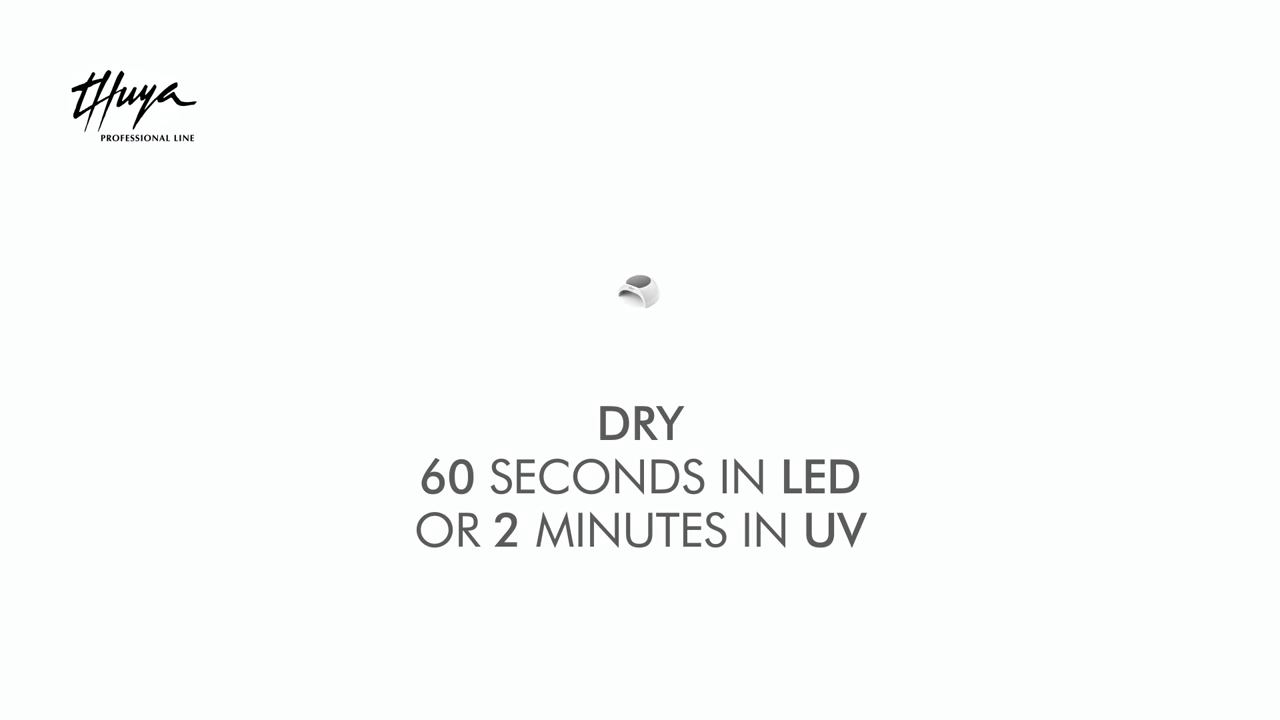 thuya
PROFESSIONAL LINE
DRY
60 SECONDS IN LED
OR 2 MINUTES IN UV